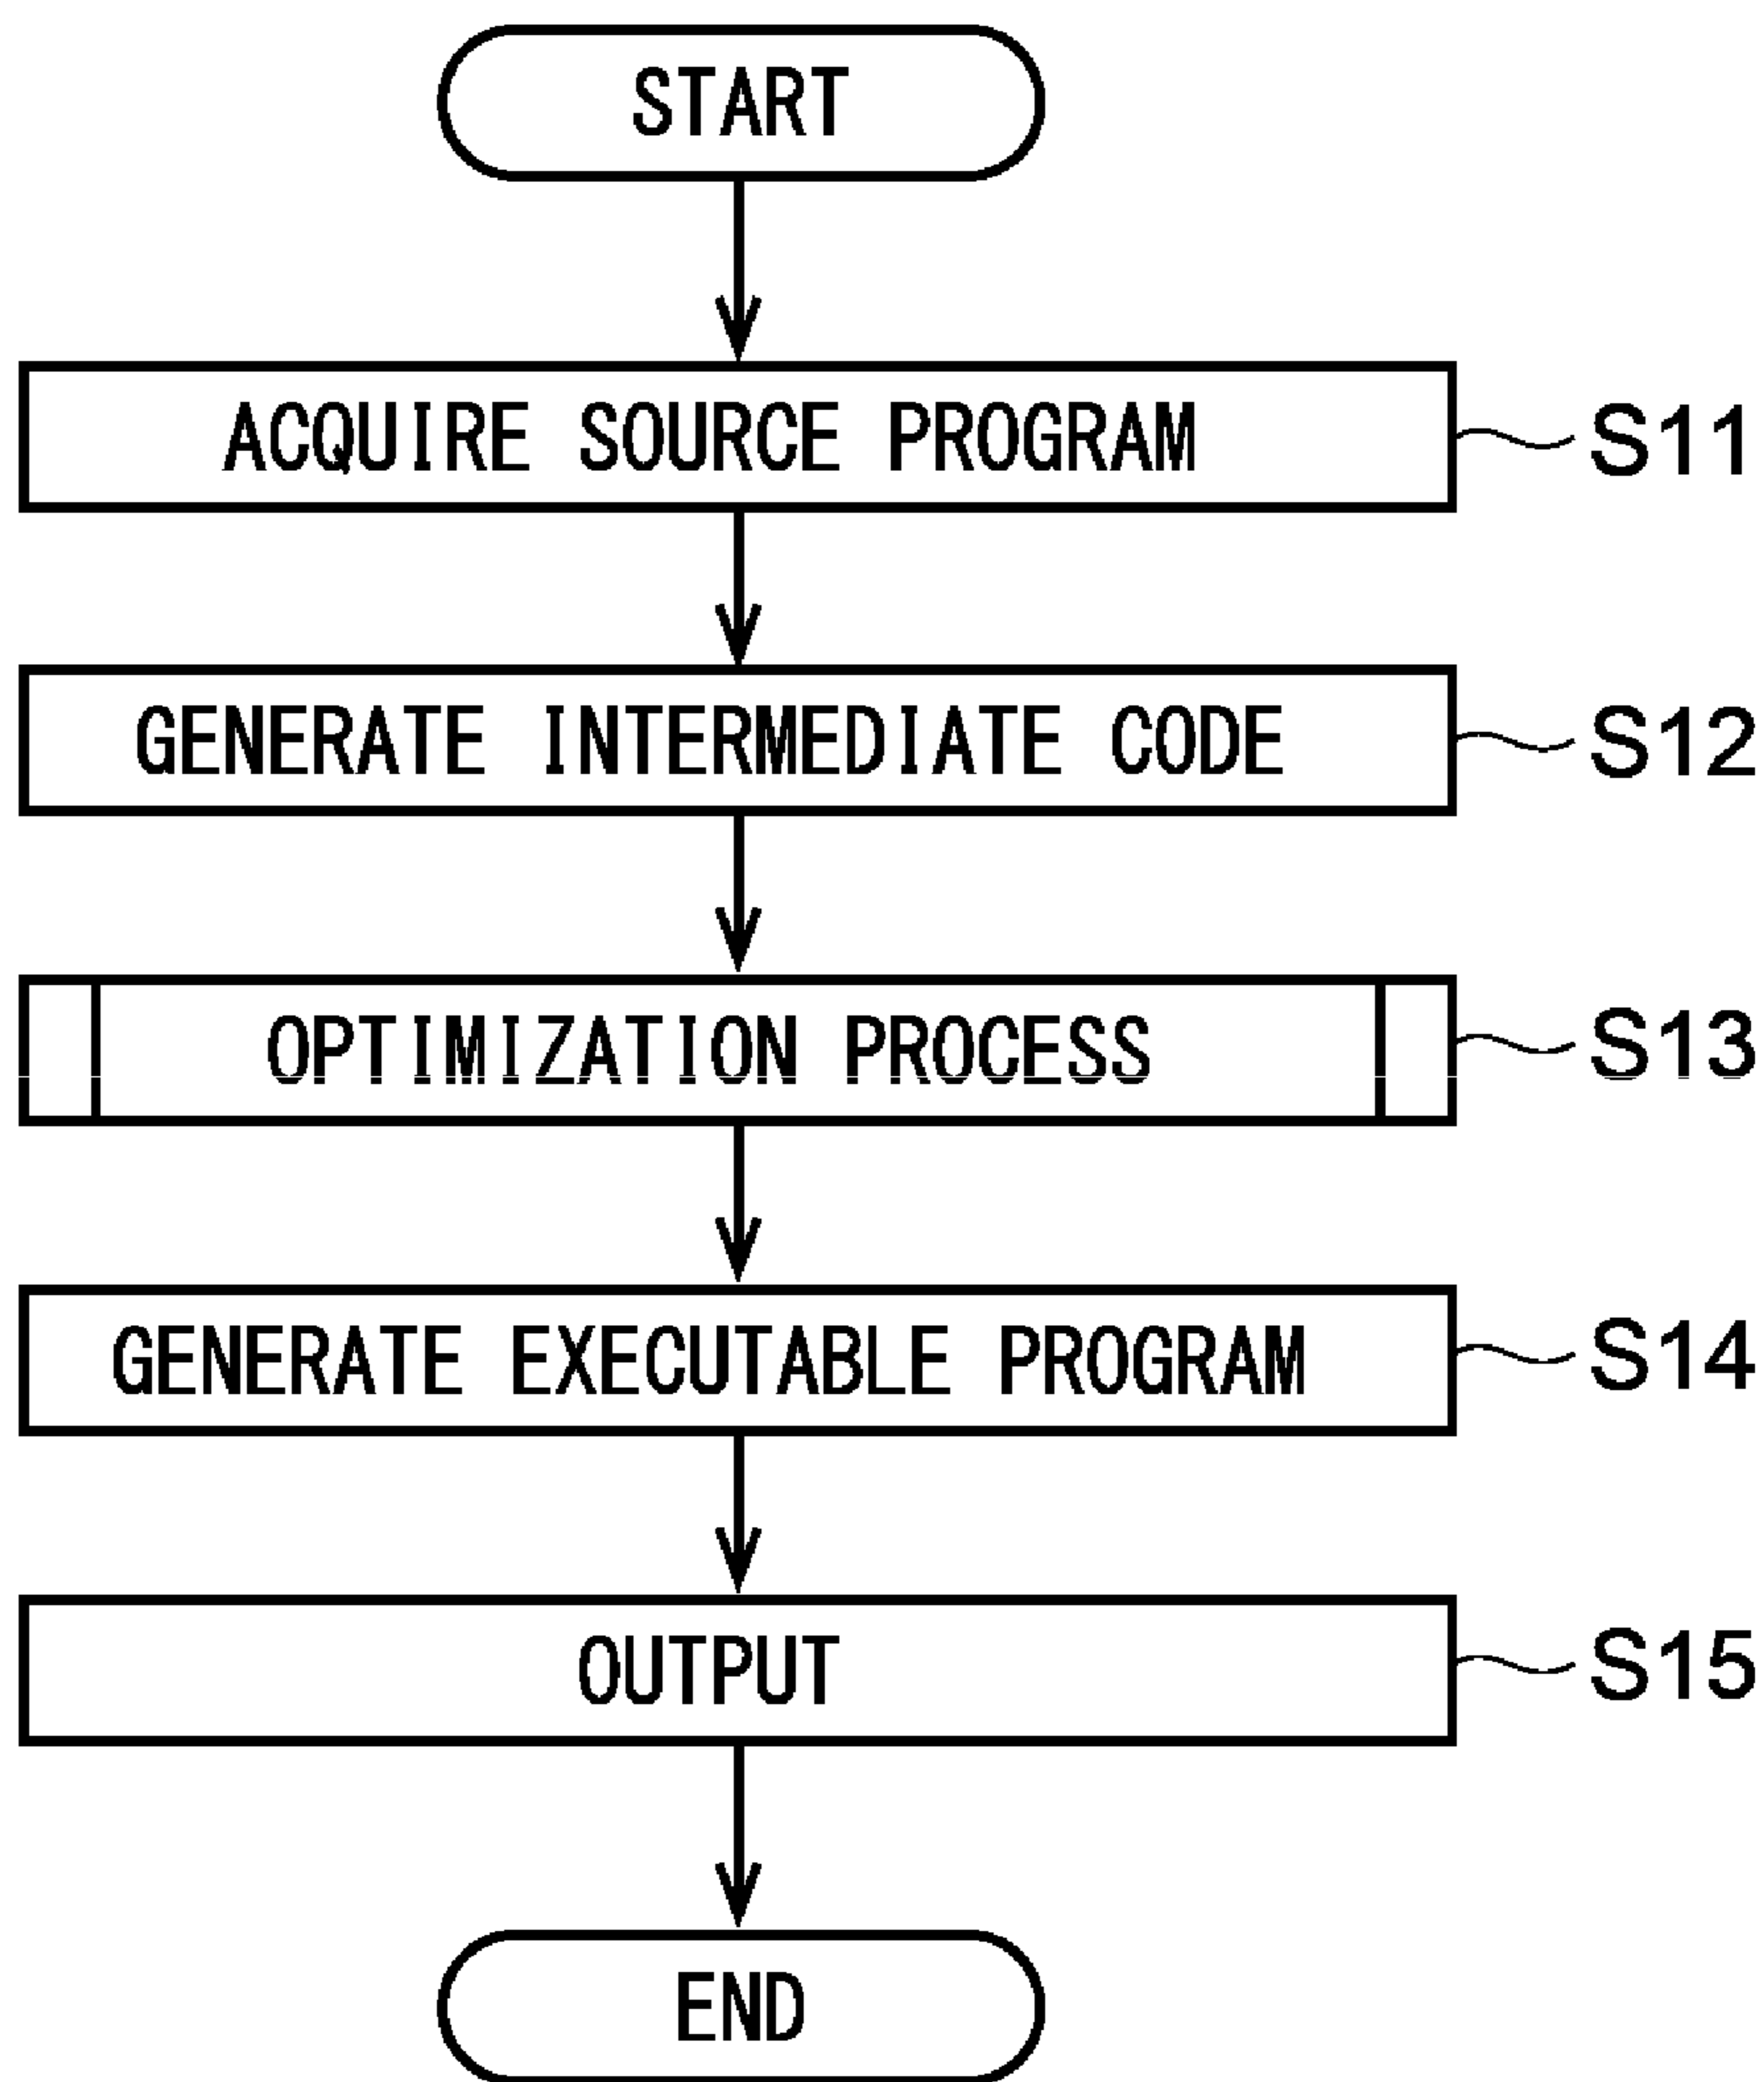 START
ACQUIRE SOURCE PROGRAM S11
GENERATE INTERMEDIATE CODE S12
OPTIMIZATION PROCESS S13
GENERATE EXECUTABLE PROGRAM S14
OUTPUT S15
END